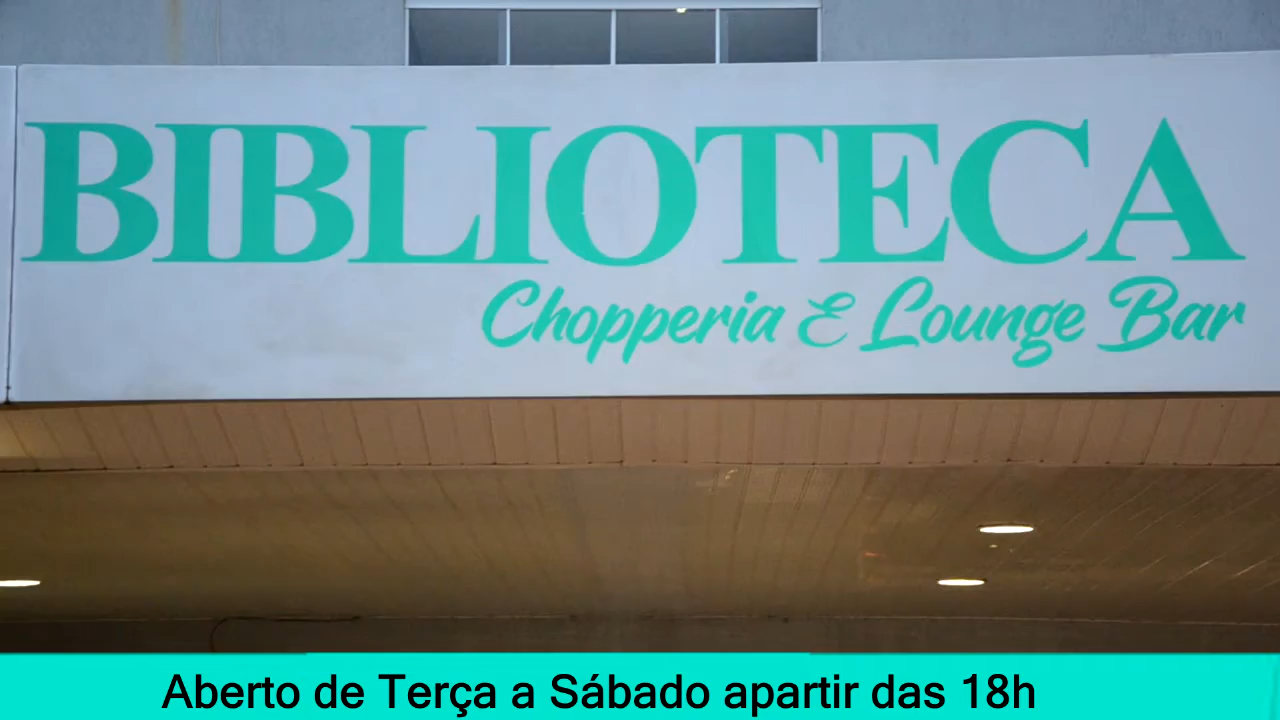 BIBLIOTECA
Chopperia E Lounge Bar
Aberto de Terça a Sábado apartir das 18h